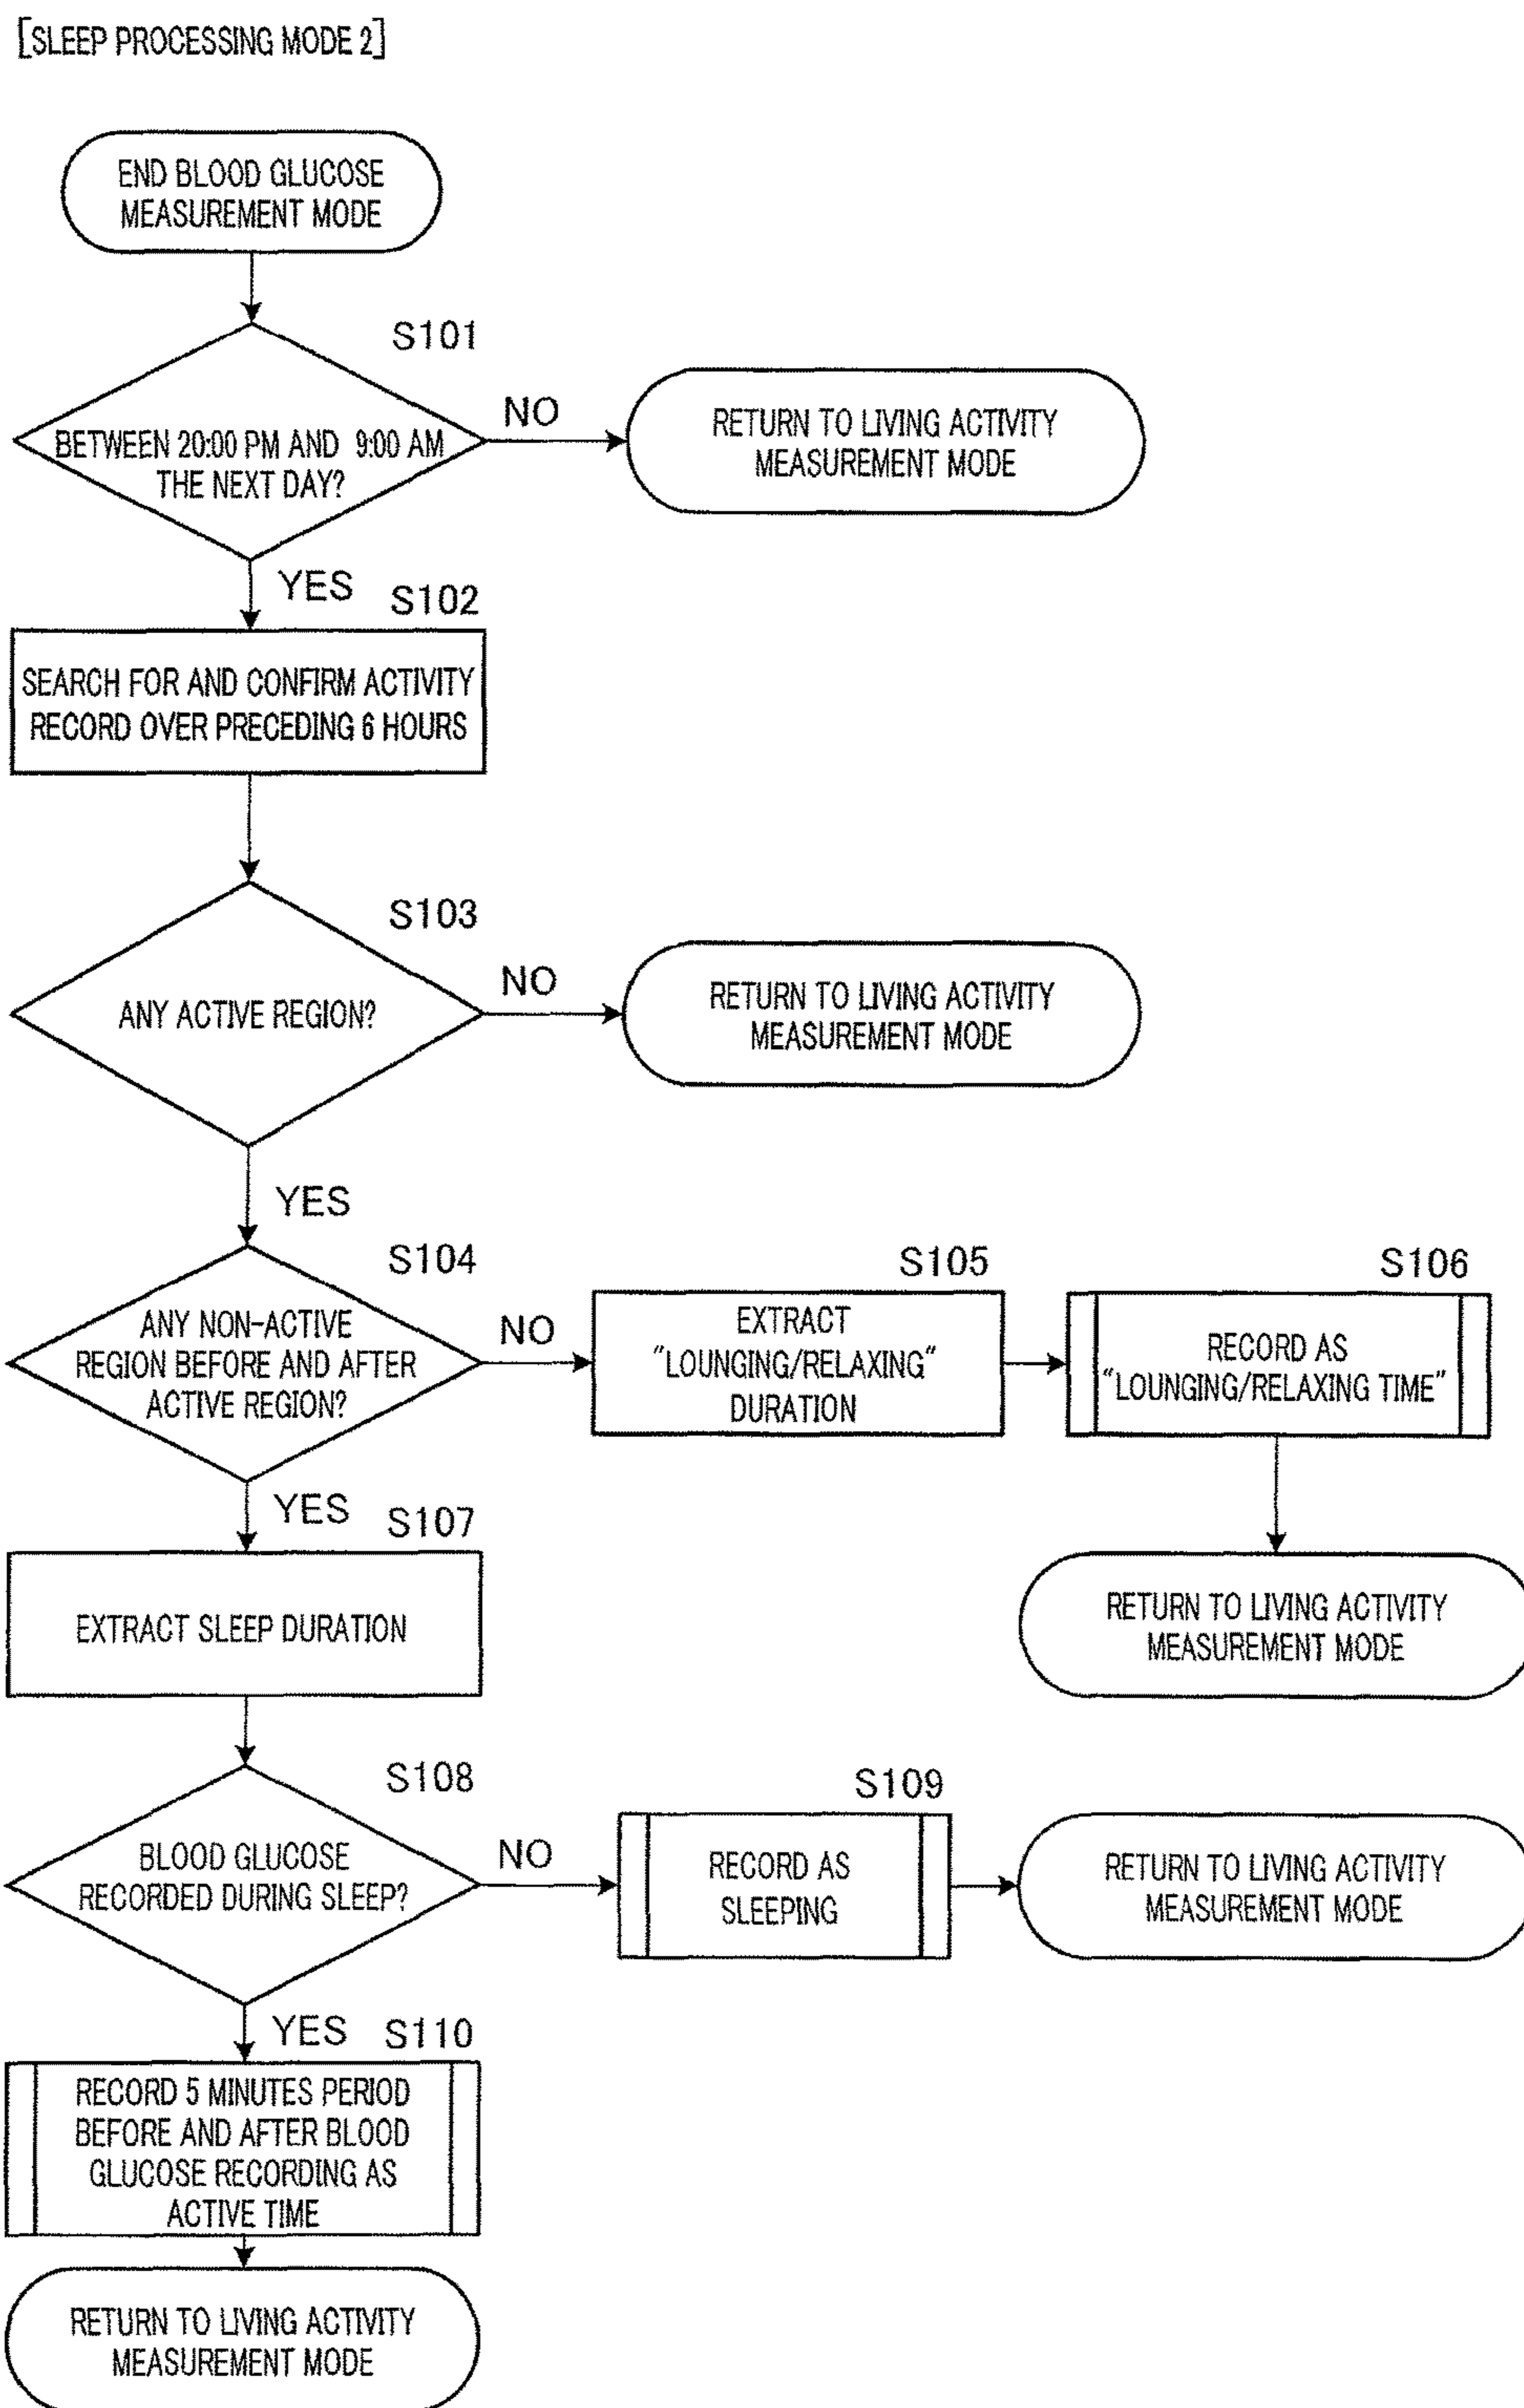 [SLEEP PROCESSING MODE 2]
END BLOOD GLUCOSE
MEASUREMENT MODE
S101
BETWEEN 20:00 PM AND 9:00 AM
THE NEXT DAY?
NO
RETURN TO LIVING ACTIVITY
MEASUREMENT MODE
YES
S102
SEARCH FOR AND CONFIRM ACTIVITY
RECORD OVER PRECEDING 6 HOURS
S103
ANY ACTIVE REGION?
NO
RETURN TO LIVING ACTIVITY
MEASUREMENT MODE
YES
S104
ANY NON-ACTIVE
REGION BEFORE AND AFTER
ACTIVE REGION?
NO
S105
EXTRACT
"LOUNGING/RELAXING"
DURATION
S106
RECORD AS
"LOUNGING/RELAXING TIME"
RETURN TO LIVING ACTIVITY
MEASUREMENT MODE
YES
S107
EXTRACT SLEEP DURATION
S108
BLOOD GLUCOSE
RECORDED DURING SLEEP?
NO
S109
RECORD AS
SLEEPING
RETURN TO LIVING ACTIVITY
MEASUREMENT MODE
YES
S110
RECORD 5 MINUTES PERIOD
BEFORE AND AFTER BLOOD
GLUCOSE RECORDING AS
ACTIVE TIME
RETURN TO LIVING ACTIVITY
MEASUREMENT MODE